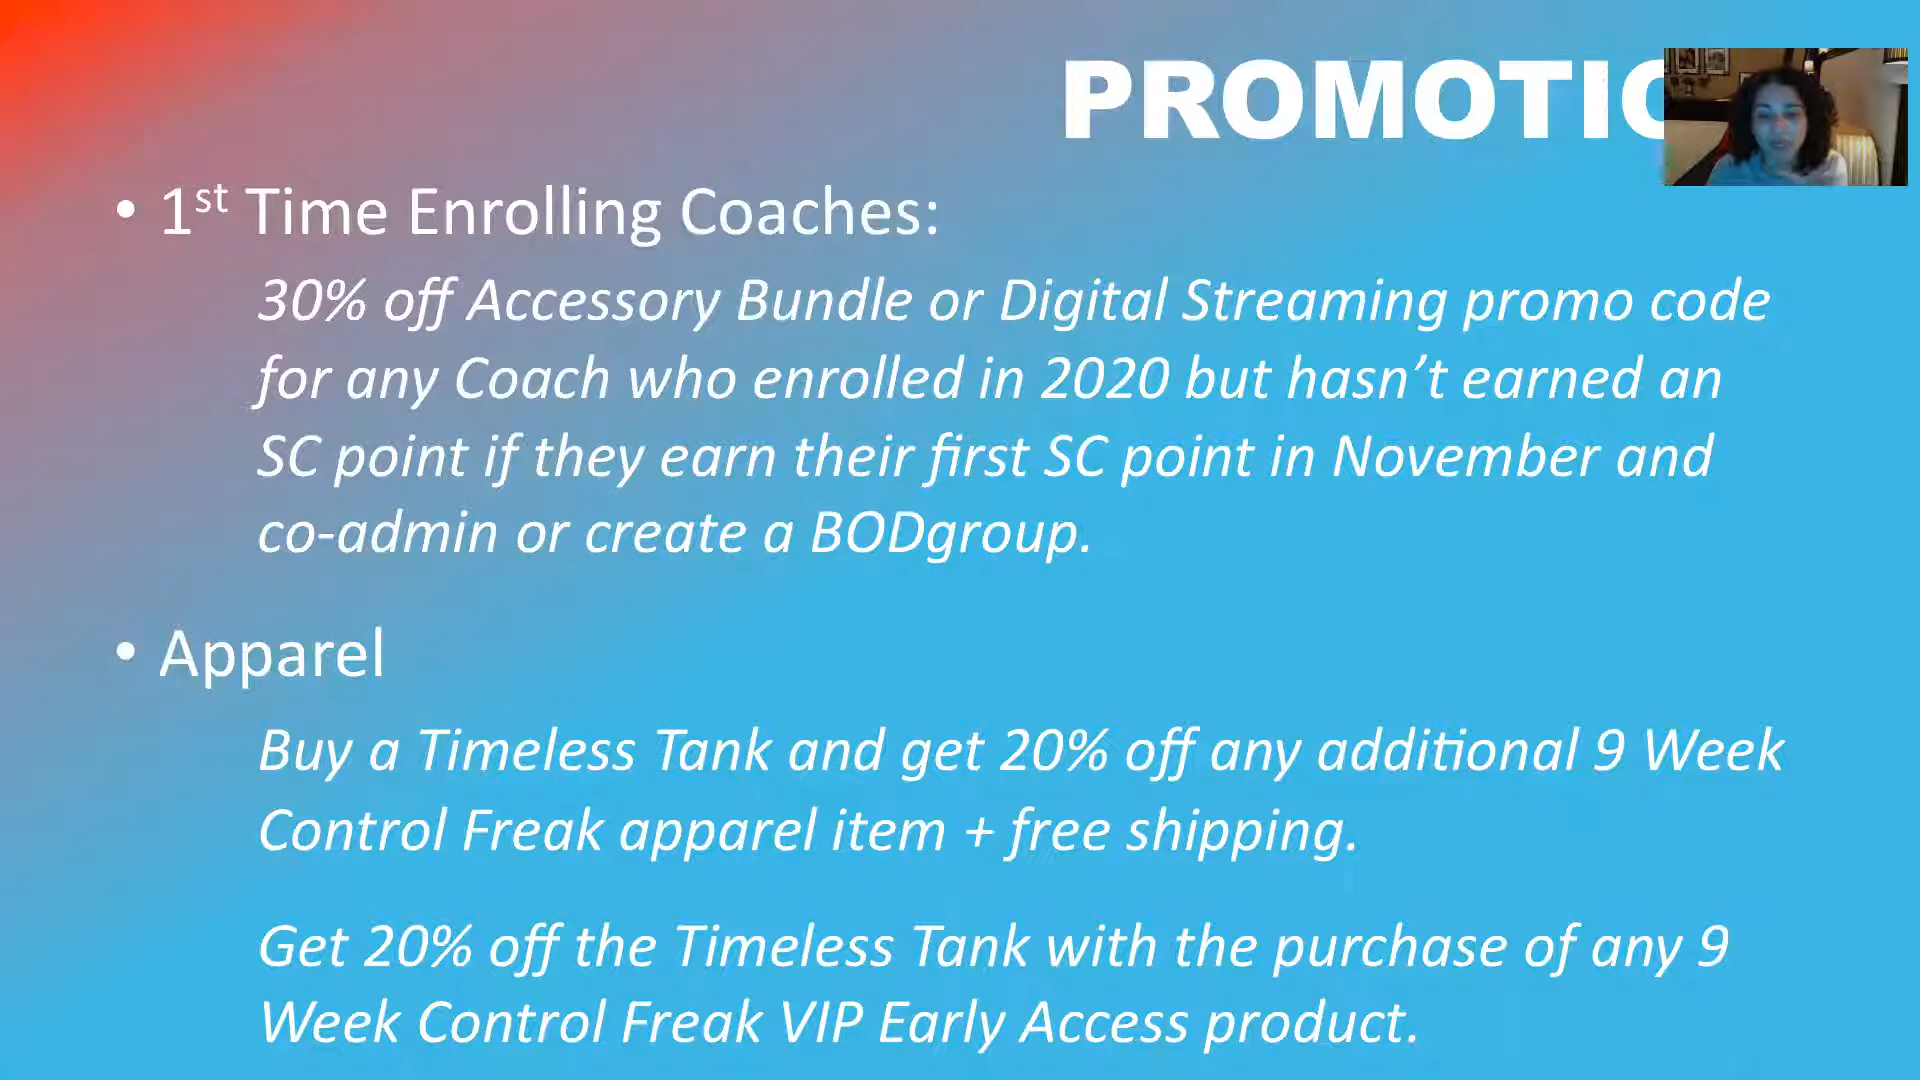 • 1st Time Enrolling Coaches:
30% off Accessory Bundle or Digital Streaming promo code
for any Coach who enrolled in 2020 but hasn’t earned an
SC point if they earn their first SC point in November and
co-admin or create a BODgroup.
• Apparel
Buy a Timeless Tank and get 20% off any additional 9 Week
Control Freak apparel item + free shipping.
Get 20% off the Timeless Tank with the purchase of any 9
Week Control Freak VIP Early Access product.